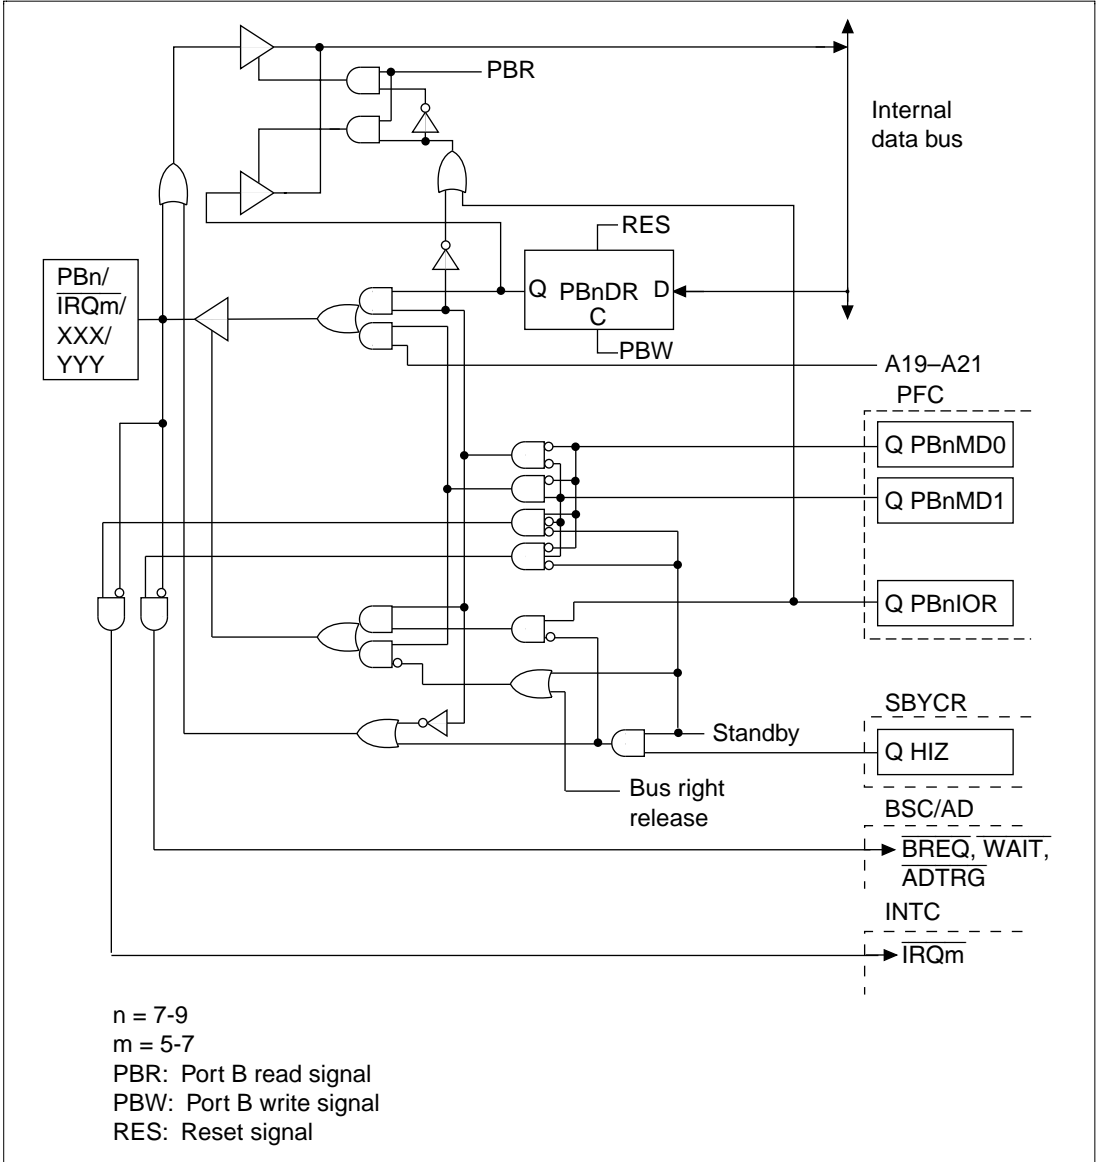 PBR
Internal
data bus
RES
PBn/
IRQm/
XXX/
YYY
Q PBnDR D
C
PBW
A19–A21
PFC
Q PBnMD0
Q PBnMD1
Q PBnIOR
SBYCR
Standby
Q HIZ
Bus right
release
BSC/AD
BREQ, WAIT,
ADTRG
INTC
IRQm
n = 7-9
m = 5-7
PBR: Port B read signal
PBW: Port B write signal
RES: Reset signal